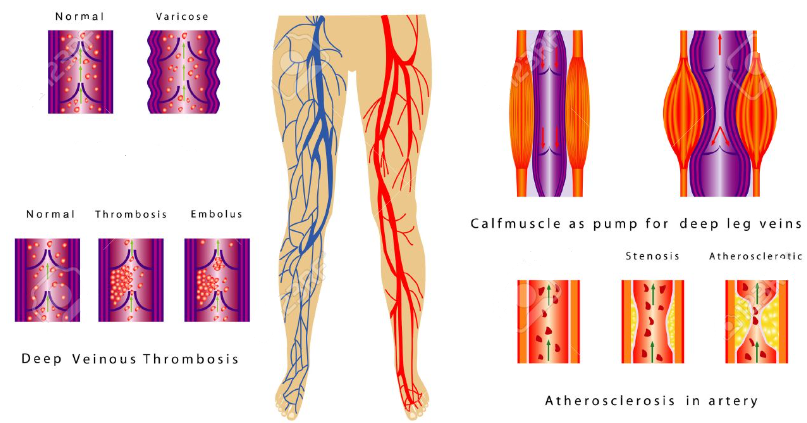 Normal Varicose
Calfmuscle as pump for deep leg veins
Normal Thrombosis Embolus
Deep Veinous Thrombosis
Stenosis Atherosclerotic
Atherosclerosis in artery